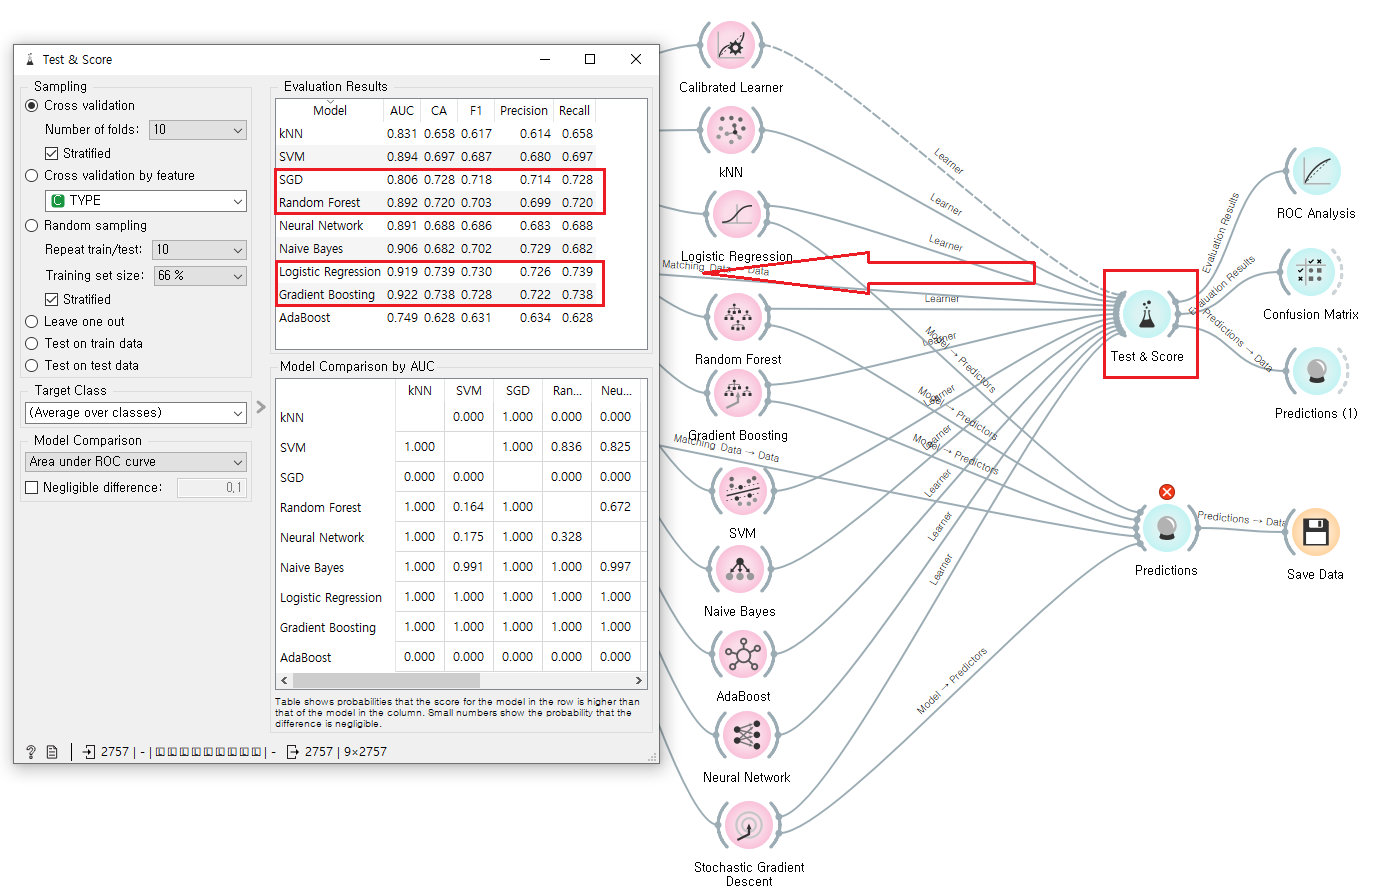 Test & Score
Sampling
Cross validation
Number of folds: 10
Stratified
Cross validation by feature
C TYPE
Random sampling
Repeat train/test: 10
Training set size: 66 %
Stratified
Leave one out
Test on train data
Test on test data
Target Class
(Average over classes)
Model Comparison
Area under ROC curve
Negligible difference: 0,1
Evaluation Results
Model AUC CA F1 Precision Recall
kNN 0.831 0.658 0.617 0.614 0.658
SVM 0.894 0.697 0.687 0.680 0.697
SGD 0.806 0.728 0.718 0.714 0.728
Random Forest 0.892 0.720 0.703 0.699 0.720
Neural Network 0.891 0.688 0.686 0.683 0.688
Naive Bayes 0.906 0.682 0.702 0.729 0.682
Logistic Regression 0.919 0.739 0.730 0.726 0.739
Gradient Boosting 0.922 0.738 0.728 0.722 0.738
AdaBoost 0.749 0.628 0.631 0.634 0.628
Model Comparison by AUC
kNN SVM SGD Ran... Neu...
kNN 0.000 1.000 0.000 0.000
SVM 1.000 1.000 0.836 0.825
SGD 0.000 0.000 0.000 0.000
Random Forest 1.000 0.164 1.000 0.672
Neural Network 1.000 0.175 1.000 0.328
Naive Bayes 1.000 0.991 1.000 1.000 0.997
Logistic Regression 1.000 1.000 1.000 1.000 1.000
Gradient Boosting 1.000 1.000 1.000 1.000 1.000
AdaBoost 0.000 0.000 0.000 0.000 0.000
Table shows probabilities that the score for the model in the row is higher than
that of the model in the column. Small numbers show the probability that the
difference is negligible.
? 2757 | - | | - 2757 | 9×2757
Calibrated Learner
kNN
Logistic Regression
Matching Data → Data
Random Forest
Gradient Boosting
Matching Data → Data
SVM
Naive Bayes
AdaBoost
Neural Network
Stochastic Gradient
Descent
Learner
Learner
Learner
Learner
Learner
Learner
Learner
Learner
Learner
Learner
Model → Predictors
Model → Predictors
Model → Predictors
Model → Predictors
Test & Score
Evaluation Results
Evaluation Results
Predictions → Data
ROC Analysis
Confusion Matrix
Predictions (1)
Predictions
Predictions → Data
Save Data